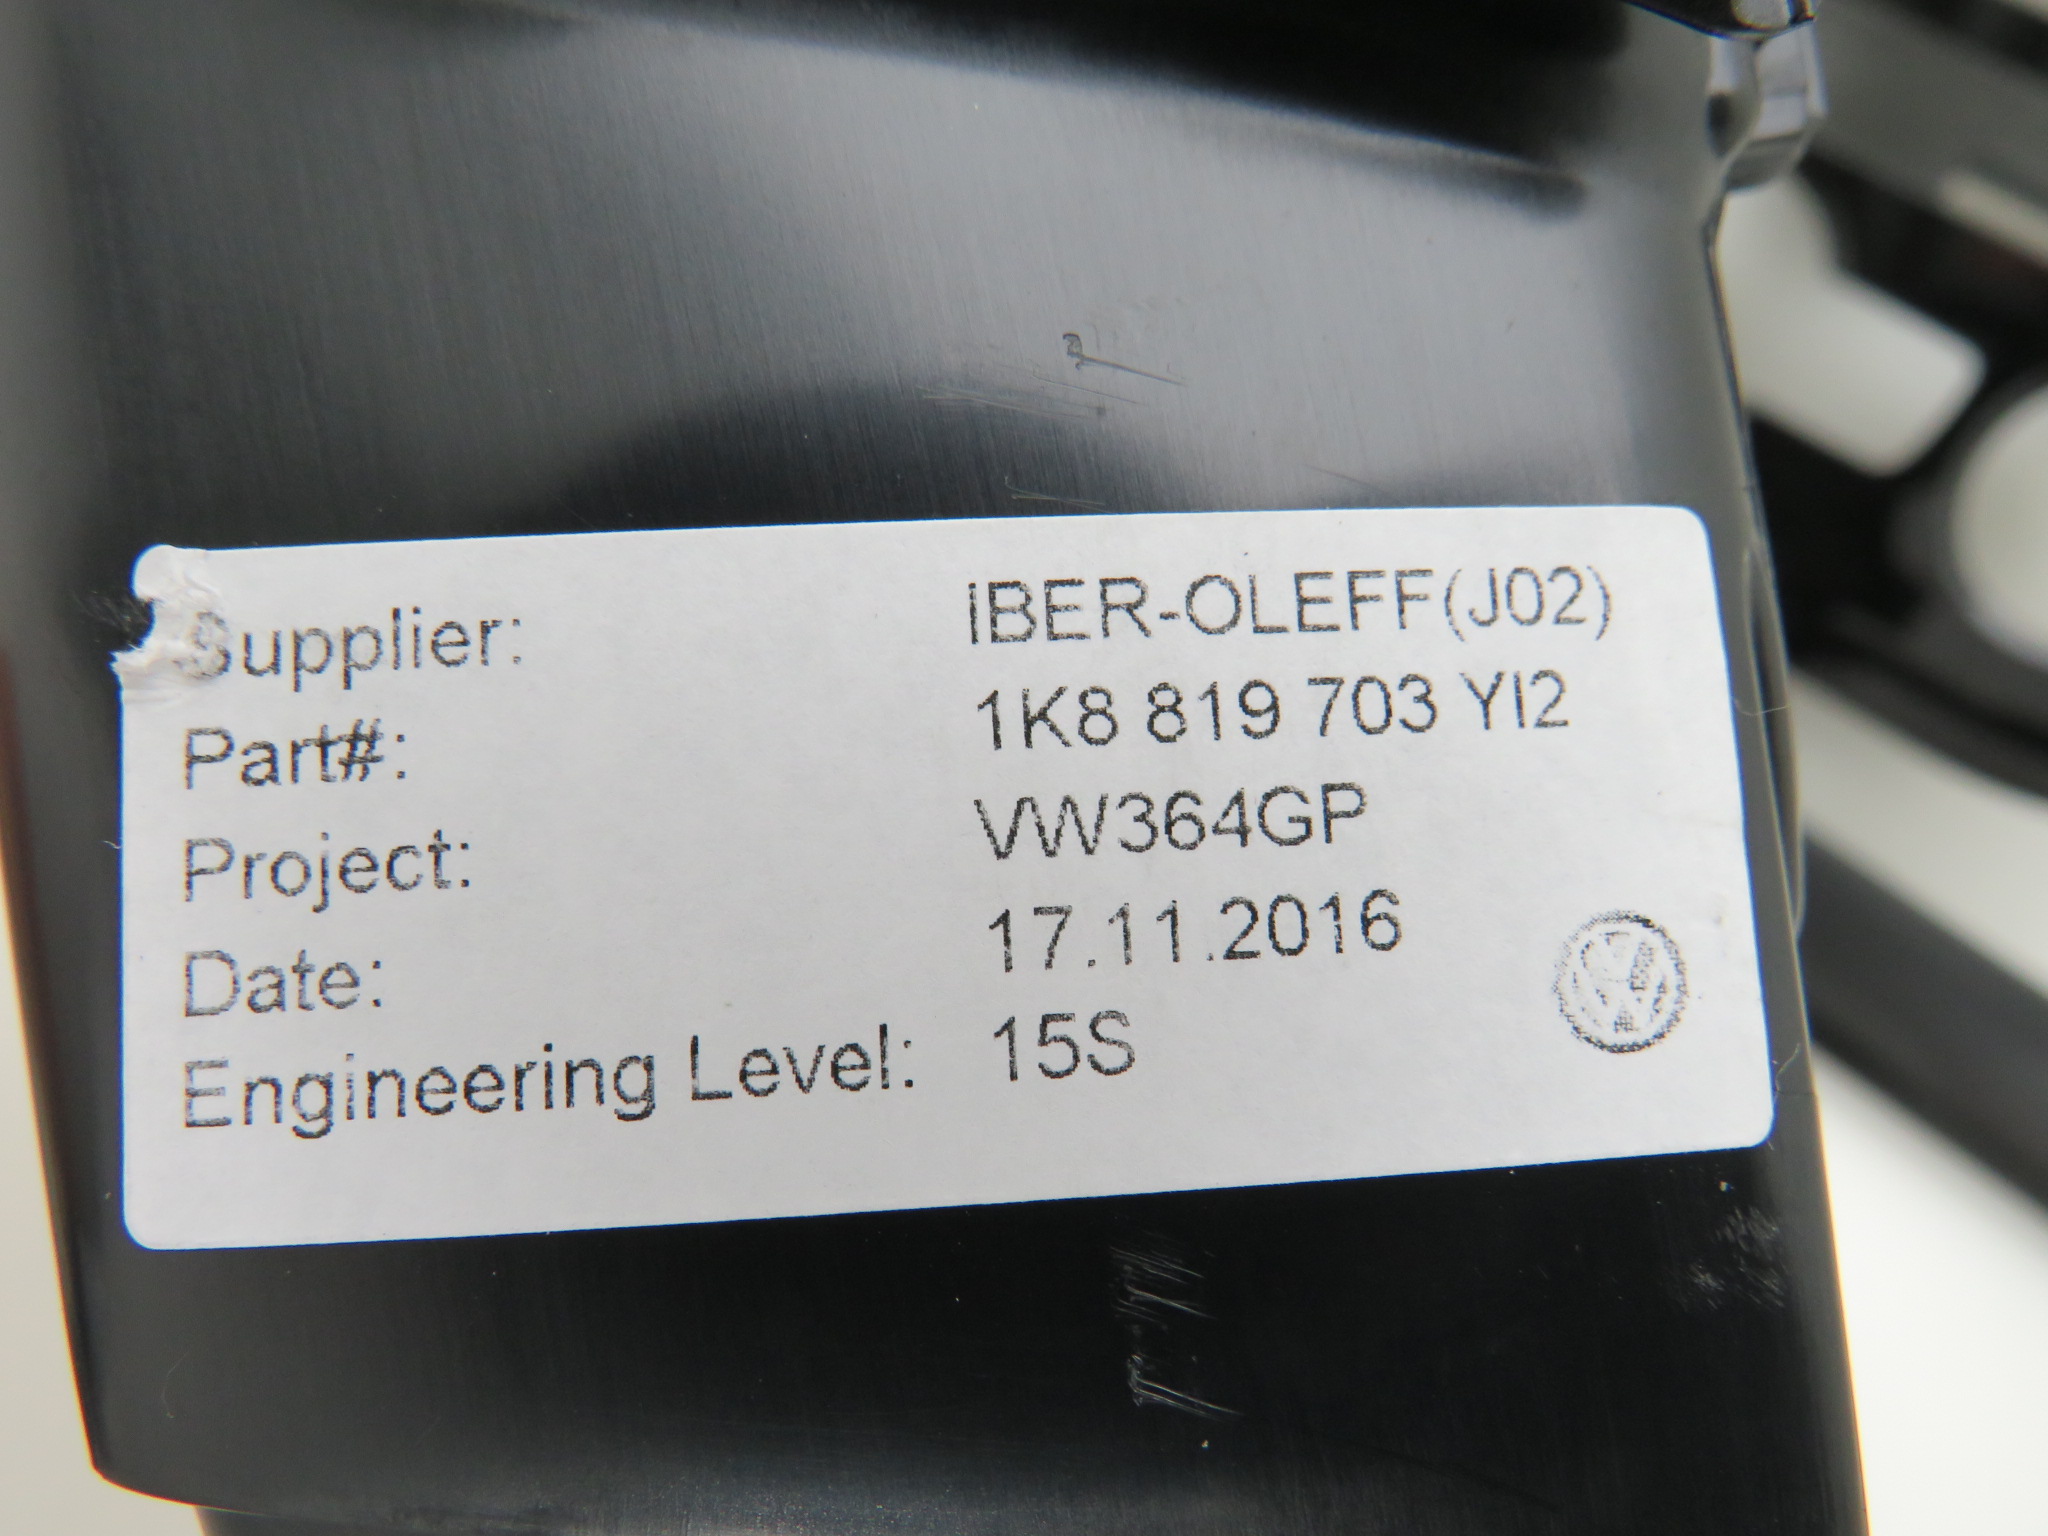 Supplier: IBER-OLEFF(J02)
Part#: 1K8 819 703 YI2
Project: VW364GP
Date: 17.11.2016
Engineering Level: 15S